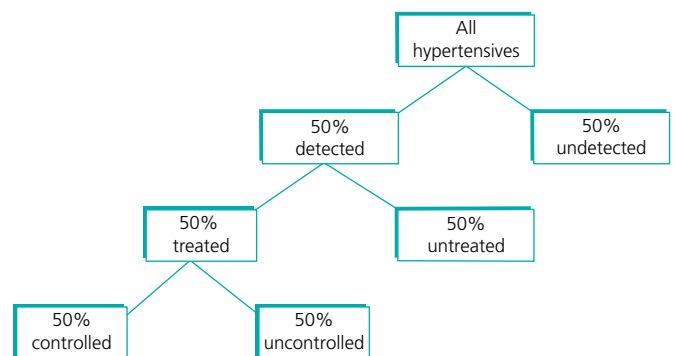 All
hypertensives
50%
detected
50%
undetected
50%
treated
50%
untreated
50%
controlled
50%
uncontrolled